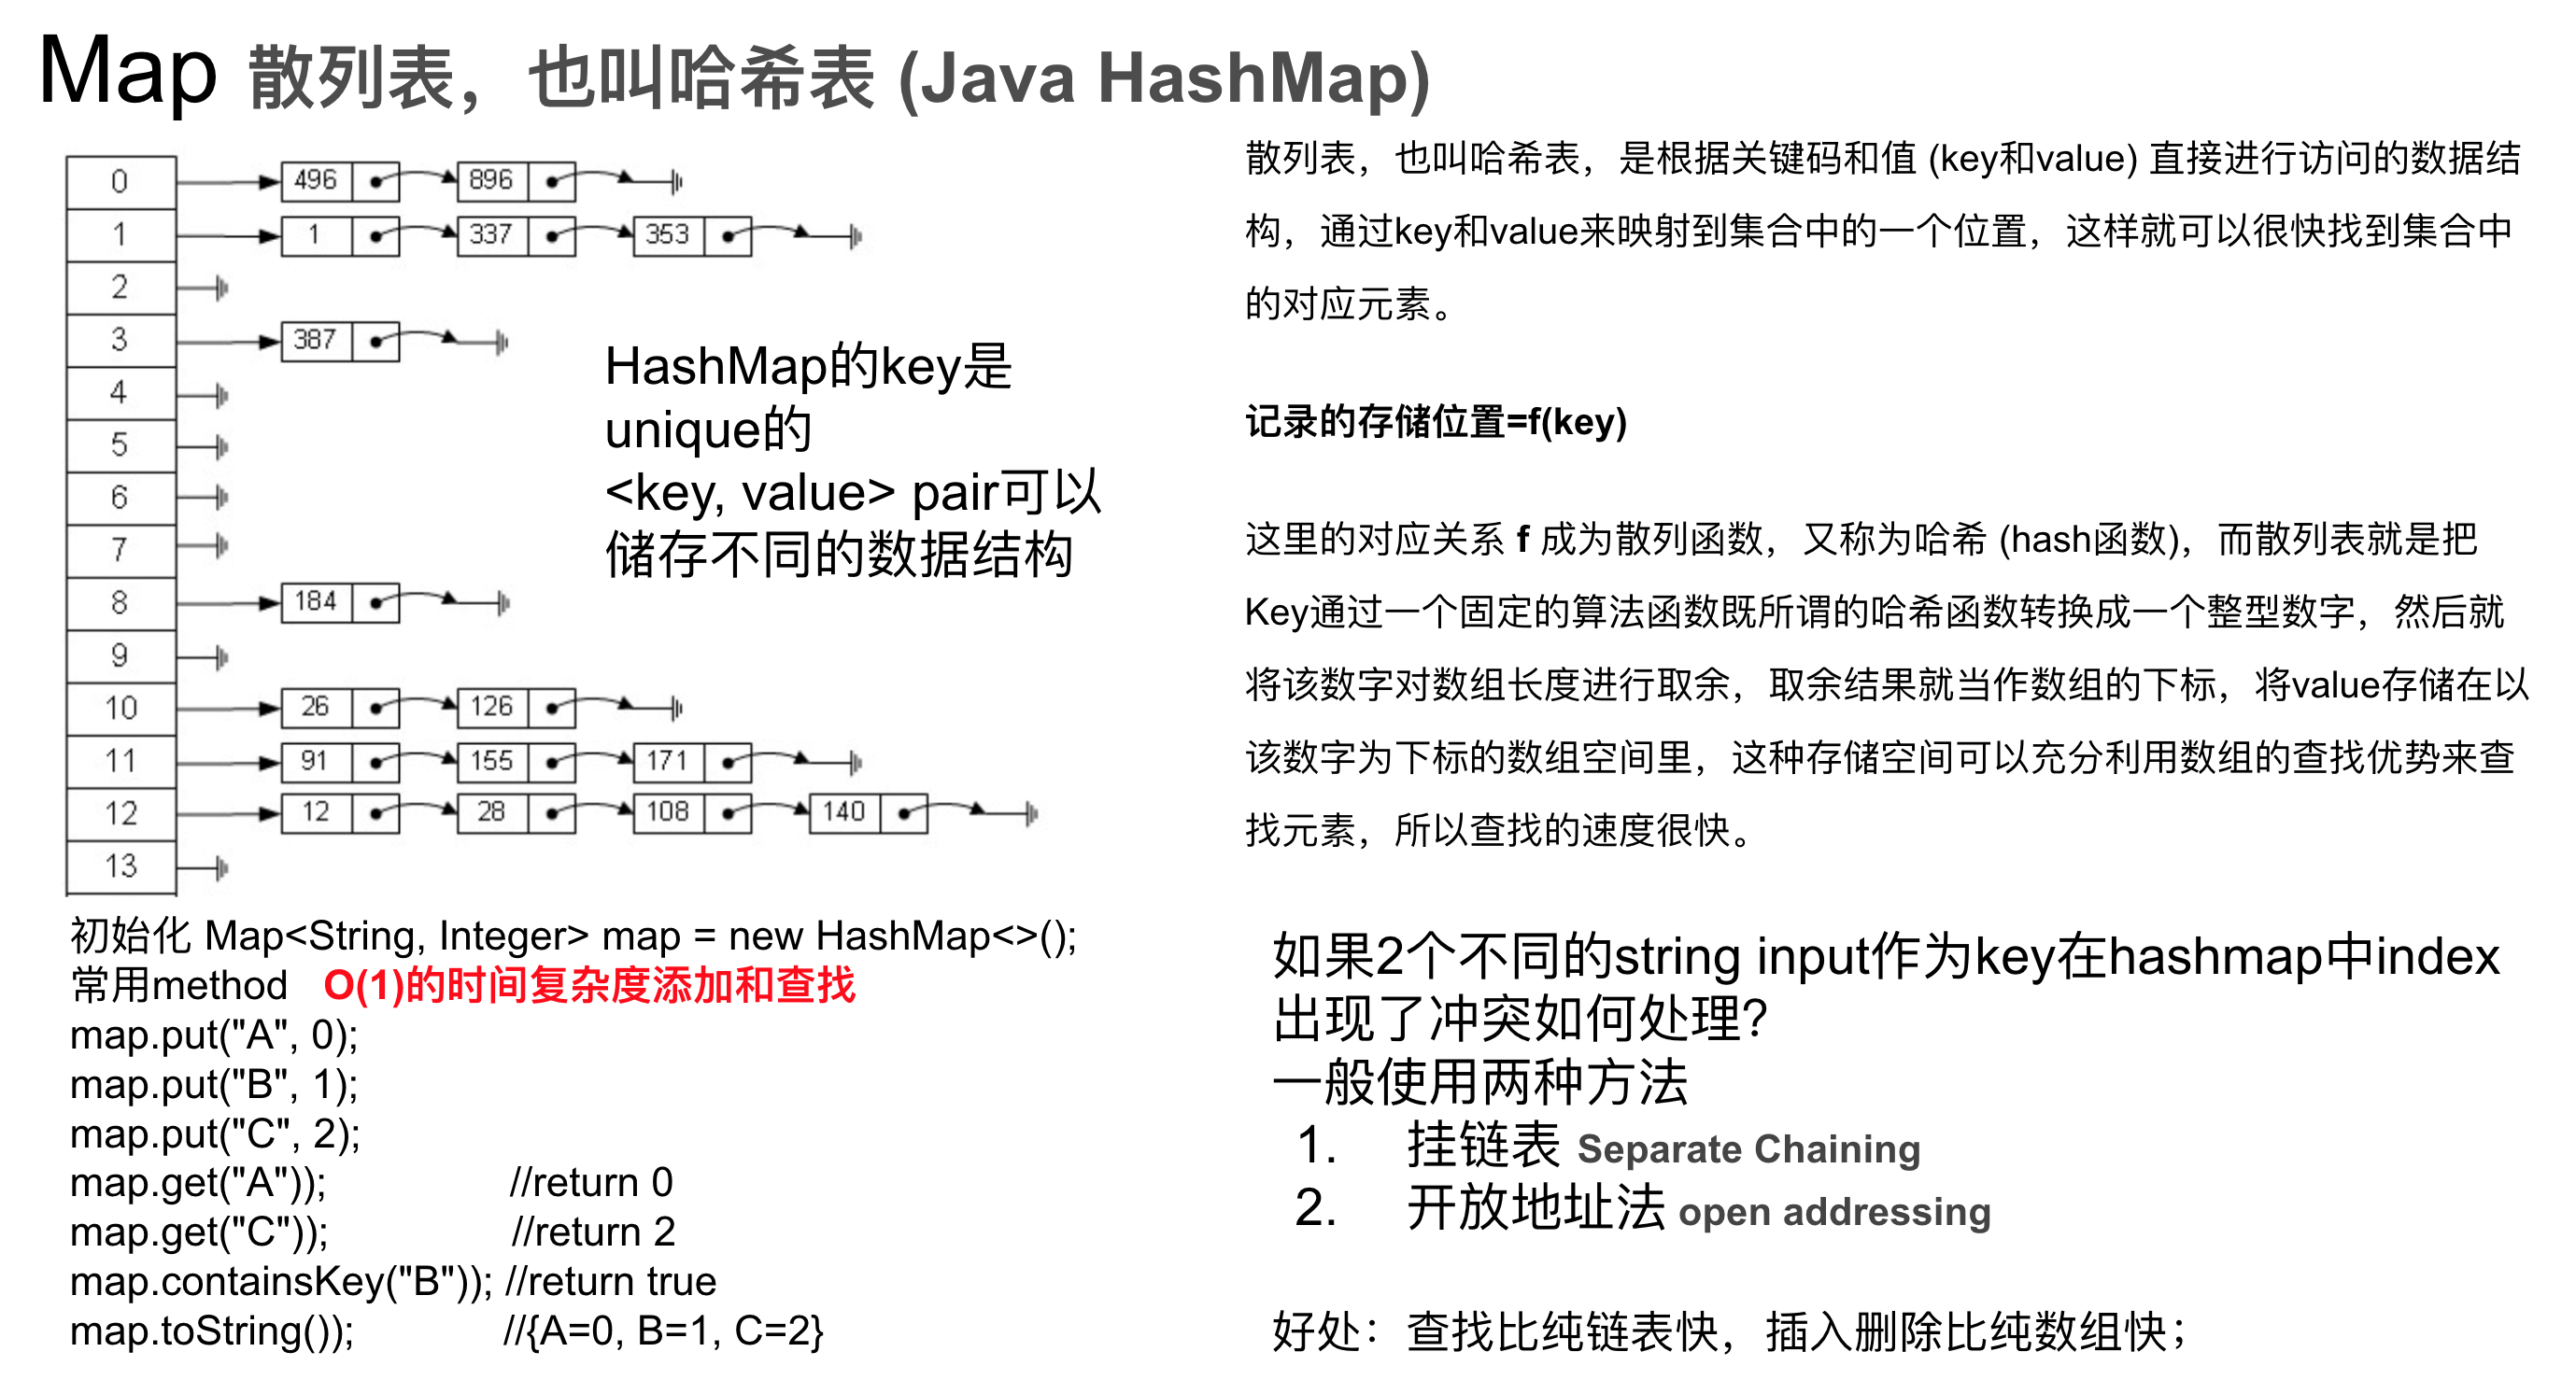 Map 散列表，也叫哈希表 (Java HashMap)
0 496 896
1 1 337 353
2
3 387
4
5
6
7
8 184
9
10 26 126
11 91 155 171
12 12 28 108 140
13
HashMap的key是
unique的
<key, value> pair可以
储存不同的数据结构
初始化 Map<String, Integer> map = new HashMap<>();
常用method O(1)的时间复杂度添加和查找
map.put("A", 0);
map.put("B", 1);
map.put("C", 2);
map.get("A")); //return 0
map.get("C")); //return 2
map.containsKey("B")); //return true
map.toString()); //{A=0, B=1, C=2}
散列表，也叫哈希表，是根据关键码和值 (key和value) 直接进行访问的数据结
构，通过key和value来映射到集合中的一个位置，这样就可以很快找到集合中
的对应元素。
记录的存储位置=f(key)
这里的对应关系 f 成为散列函数，又称为哈希 (hash函数)，而散列表就是把
Key通过一个固定的算法函数既所谓的哈希函数转换成一个整型数字，然后就
将该数字对数组长度进行取余，取余结果就当作数组的下标，将value存储在以
该数字为下标的数组空间里，这种存储空间可以充分利用数组的查找优势来查
找元素，所以查找的速度很快。
如果2个不同的string input作为key在hashmap中index
出现了冲突如何处理?
一般使用两种方法
1. 挂链表 Separate Chaining
2. 开放地址法 open addressing
好处：查找比纯链表快，插入删除比纯数组快；